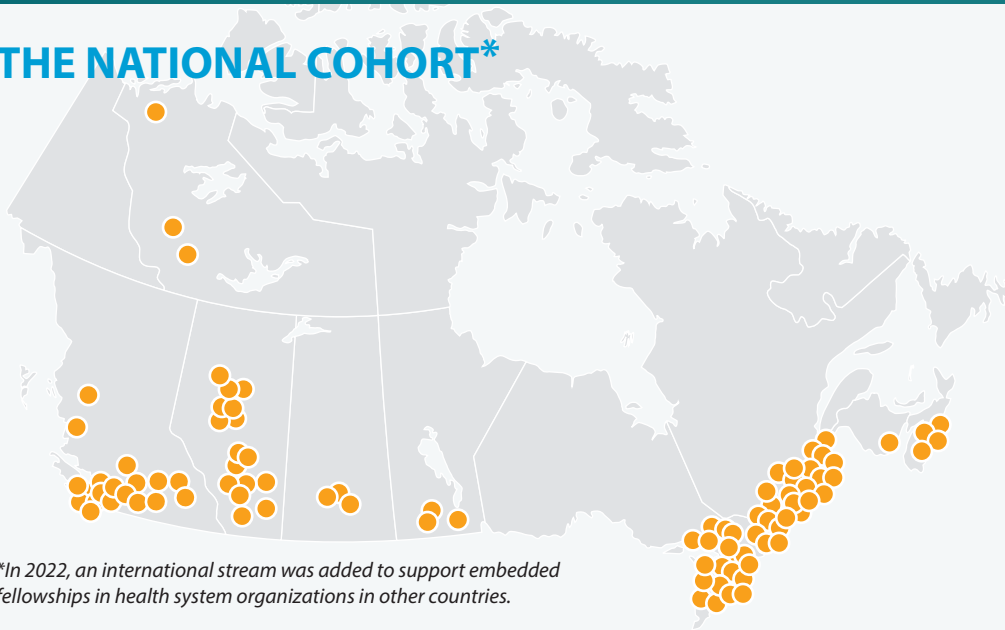 THE NATIONAL COHORT*
*In 2022, an international stream was added to support embedded
fellowships in health system organizations in other countries.